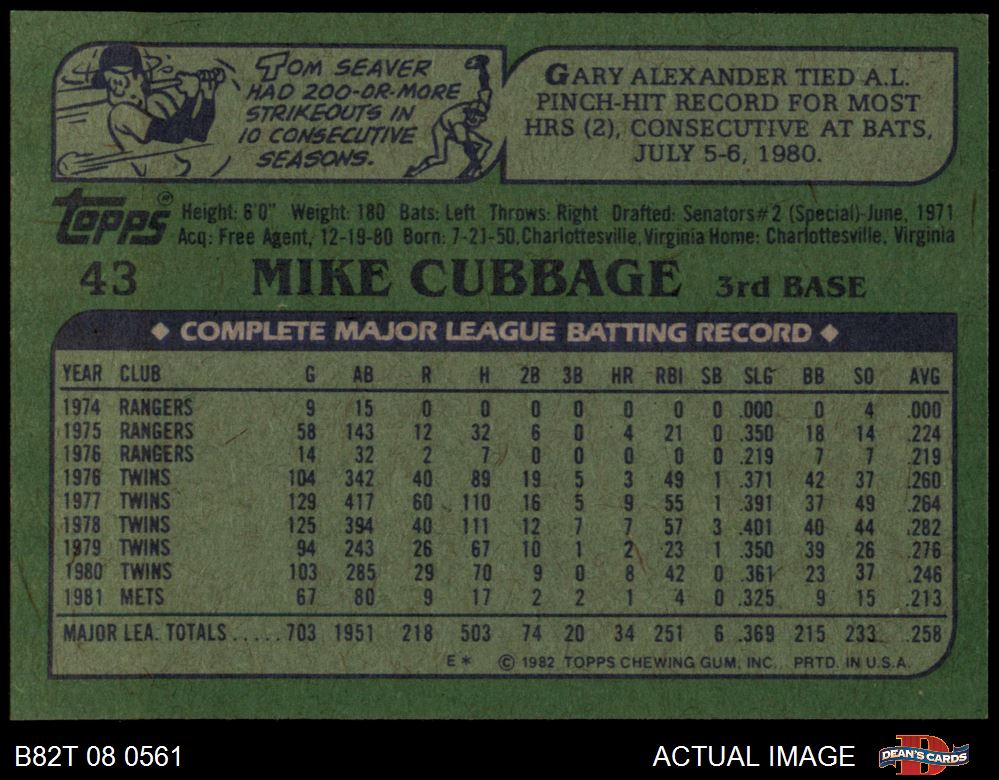 TOM SEAVER
HAD 200-OR-MORE
STRIKEOUTS IN
10 CONSECUTIVE
SEASONS.
GARY ALEXANDER TIED A.L.
PINCH-HIT RECORD FOR MOST
HRS (2), CONSECUTIVE AT BATS,
JULY 5-6, 1980.
topps®
Height: 6'0" Weight: 180 Bats: Left Throws: Right Drafted: Senators#2 (Special)-June, 1971
Acq: Free Agent, 12-19-80 Born: 7-21-50, Charlottesville, Virginia Home: Charlottesville, Virginia
43 MIKE CUBBAGE 3rd BASE
◆ COMPLETE MAJOR LEAGUE BATTING RECORD ◆
YEAR CLUB G AB R H 2B 3B HR RBI SB SLG BB SO AVG
1974 RANGERS 9 15 0 0 0 0 0 0 0 .000 0 4 .000
1975 RANGERS 58 143 12 32 6 0 4 21 0 .350 18 14 .224
1976 RANGERS 14 32 2 7 0 0 0 0 0 .219 7 7 .219
1976 TWINS 104 342 40 89 19 5 3 49 1 .371 42 37 .260
1977 TWINS 129 417 60 110 16 5 9 55 1 .391 37 49 .264
1978 TWINS 125 394 40 111 12 7 7 57 3 .401 40 44 .282
1979 TWINS 94 243 26 67 10 1 2 23 1 .350 39 26 .276
1980 TWINS 103 285 29 70 9 0 8 42 0 .361 23 37 .246
1981 METS 67 80 9 17 2 2 1 4 0 .325 9 15 .213
MAJOR LEA. TOTALS.....703 1951 218 503 74 20 34 251 6 .369 215 233 .258
E* © 1982 TOPPS CHEWING GUM, INC. PRTD. IN U.S.A.
B82T 08 0561 ACTUAL IMAGE DEAN'S CARDS